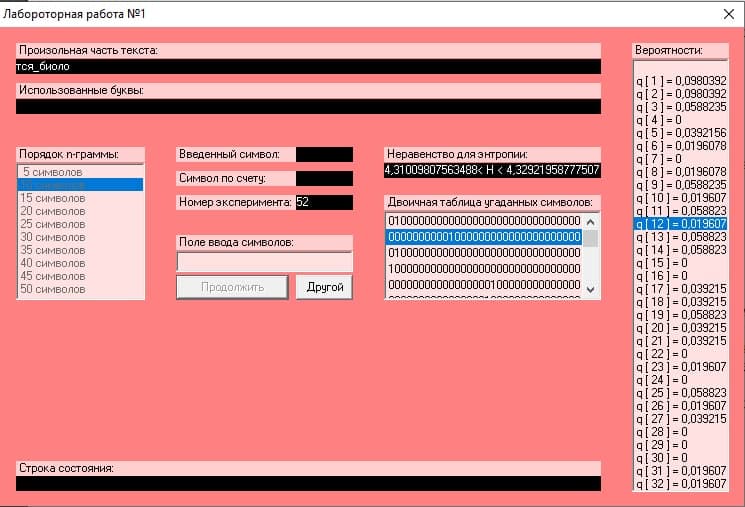 Лабороторная работа №1
Произольная часть текста:
тся_биоло
Использованные буквы:
Порядок n-граммы:
5 символов
15 символов
20 символов
25 символов
30 символов
35 символов
40 символов
45 символов
50 символов
Введенный символ:
Символ по счету:
Номер эксперимента: 52
Поле ввода символов:
Продолжить
Другой
Неравенство для энтропии:
4,31009807563488< H < 4,32921958777507
Двоичная таблица угаданных символов:
Строка состояния:
Вероятности:
q [ 1 ] = 0,0980392
q [ 2 ] = 0,0980392
q [ 3 ] = 0,0588235
q [ 4 ] = 0
q [ 5 ] = 0,0392156
q [ 6 ] = 0,0196078
q [ 7 ] = 0
q [ 8 ] = 0,0196078
q [ 9 ] = 0,0588235
q [ 10 ] = 0,019607
q [ 11 ] = 0,058823
q [ 12 ] = 0,019607
q [ 13 ] = 0,058823
q [ 14 ] = 0,058823
q [ 15 ] = 0
q [ 16 ] = 0
q [ 17 ] = 0,039215
q [ 18 ] = 0,039215
q [ 19 ] = 0,058823
q [ 20 ] = 0,039215
q [ 21 ] = 0,039215
q [ 22 ] = 0
q [ 23 ] = 0,019607
q [ 24 ] = 0
q [ 25 ] = 0,058823
q [ 26 ] = 0,019607
q [ 27 ] = 0,039215
q [ 28 ] = 0
q [ 29 ] = 0
q [ 30 ] = 0
q [ 31 ] = 0,019607
q [ 32 ] = 0,019607